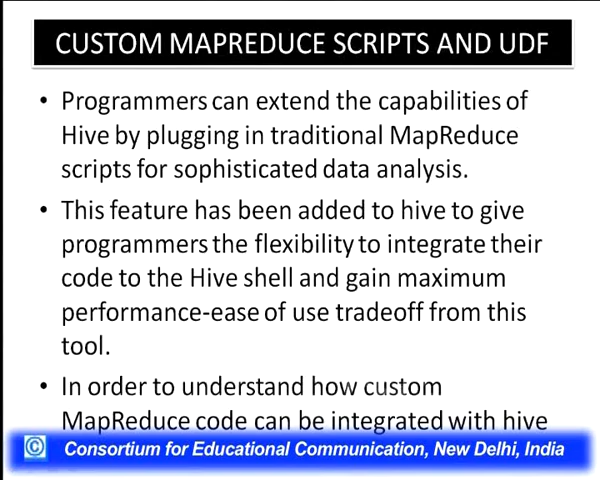 CUSTOM MAPREDUCE SCRIPTS AND UDF
• Programmers can extend the capabilities of
Hive by plugging in traditional MapReduce
scripts for sophisticated data analysis.
• This feature has been added to hive to give
programmers the flexibility to integrate their
code to the Hive shell and gain maximum
performance-ease of use tradeoff from this
tool.
• In order to understand how custom
MapReduce code can be integrated with hive
© Consortium for Educational Communication, New Delhi, India